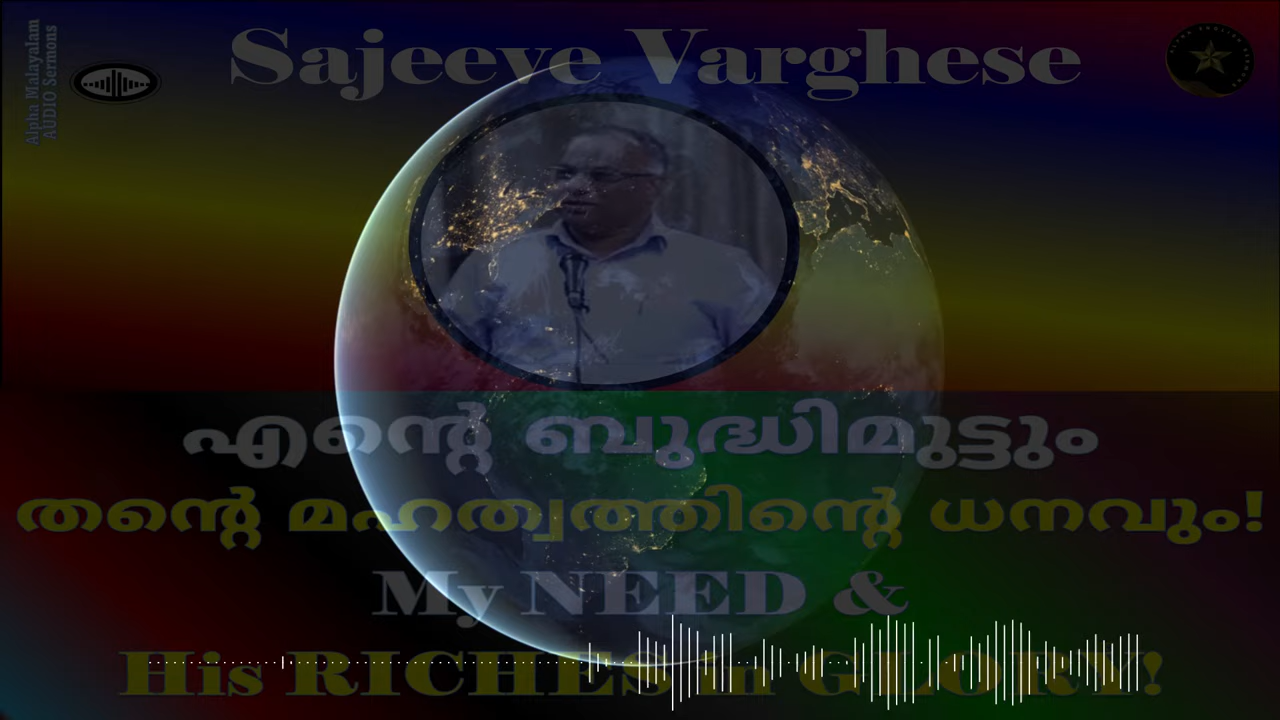 Alpha Malayalam
AUDIO Sermons
Sajeeve Varghese
എന്റെ ബുദ്ധിമുട്ടും
തന്റെ മഹത്വത്തിന്റെ ധനവും!
My NEED &
His RICHES in GLORY!